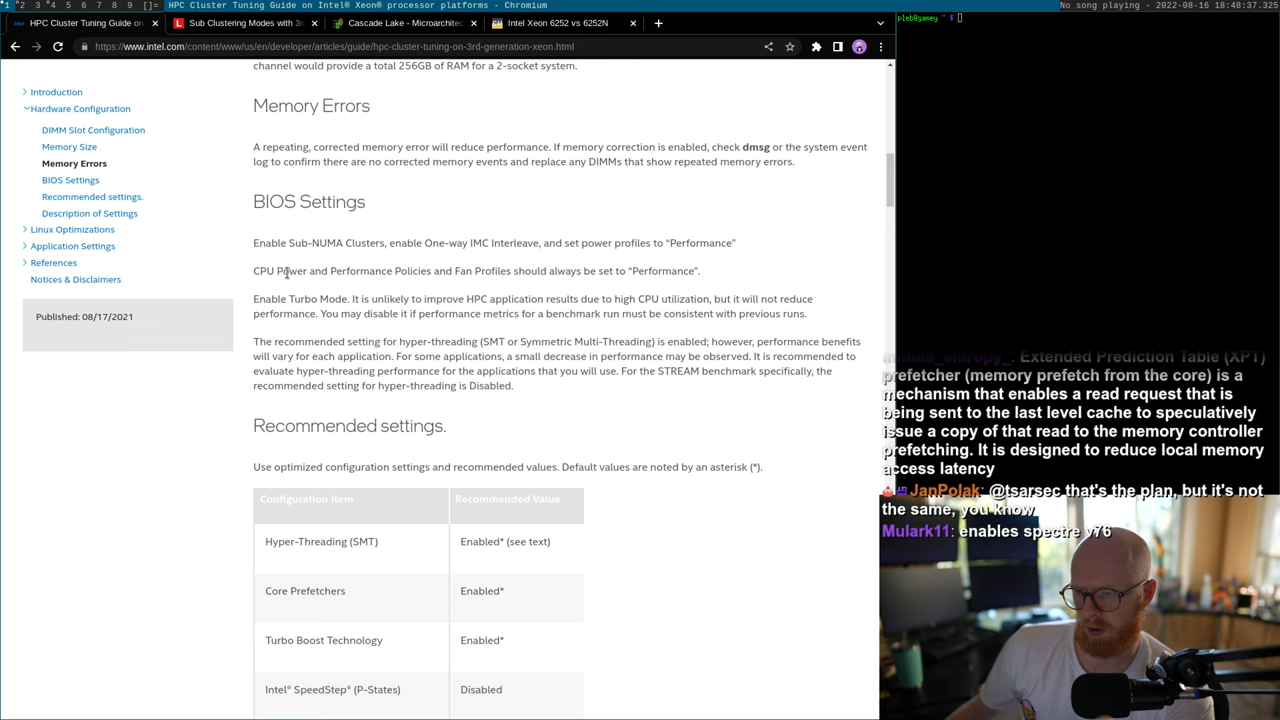 *1 *2 3 *4 5 6 7 8 9 []= HPC Cluster Tuning Guide on Intel® Xeon® processor platforms - Chromium No song playing - 2022-08-16 18:48:37.325
HPC Cluster Tuning Guide on
Sub Clustering Modes with 3r
Cascade Lake - Microarchitec
Intel Xeon 6252 vs 6252N
https://www.intel.com/content/www/us/en/developer/articles/guide/hpc-cluster-tuning-on-3rd-generation-xeon.html
pleb@gamey ~ $
Introduction
Hardware Configuration
DIMM Slot Configuration
Memory Size
Memory Errors
BIOS Settings
Recommended settings.
Description of Settings
Linux Optimizations
Application Settings
References
Notices & Disclaimers
Published: 08/17/2021
channel would provide a total 256GB of RAM for a 2-socket system.
Memory Errors
A repeating, corrected memory error will reduce performance. If memory correction is enabled, check dmsg or the system event
log to confirm there are no corrected memory events and replace any DIMMs that show repeated memory errors.
BIOS Settings
Enable Sub-NUMA Clusters, enable One-way IMC Interleave, and set power profiles to “Performance”
CPU Power and Performance Policies and Fan Profiles should always be set to “Performance”.
Enable Turbo Mode. It is unlikely to improve HPC application results due to high CPU utilization, but it will not reduce
performance. You may disable it if performance metrics for a benchmark run must be consistent with previous runs.
The recommended setting for hyper-threading (SMT or Symmetric Multi-Threading) is enabled; however, performance benefits
will vary for each application. For some applications, a small decrease in performance may be observed. It is recommended to
evaluate hyper-threading performance for the applications that you will use. For the STREAM benchmark specifically, the
recommended setting for hyper-threading is Disabled.
Recommended settings.
Use optimized configuration settings and recommended values. Default values are noted by an asterisk (*).
Configuration Item Recommended Value
Hyper-Threading (SMT) Enabled* (see text)
Core Prefetchers Enabled*
Turbo Boost Technology Enabled*
Intel® SpeedStep® (P-States) Disabled
infinite_entropy_: Extended Prediction Table (XPT)
prefetcher (memory prefetch from the core) is a
mechanism that enables a read request that is
being sent to the last level cache to speculatively
issue a copy of that read to the memory controller
prefetching. It is designed to reduce local memory
access latency
JanPolak: @tsarsec that's the plan, but it's not
the same, you know
Mulark11: enables spectre v76